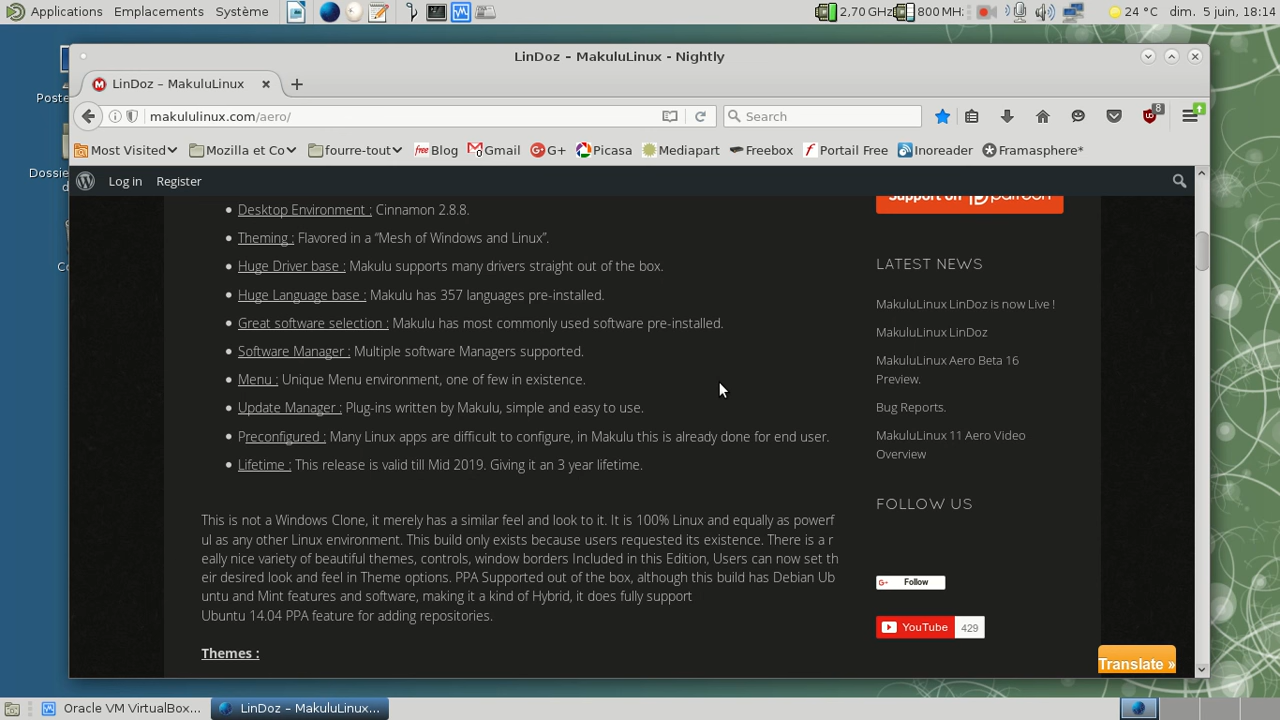 Applications Emplacements Système 2,70 GHz 800 MHz 24 °C dim. 5 juin, 18:14
LinDoz – MakuluLinux - Nightly
LinDoz – MakuluLinux
makululinux.com/aero/ Search 8
Most Visited Mozilla et Co fourre-tout Blog Gmail G+ Picasa Mediapart Freebox Portail Free Inoreader Framasphere*
Log in Register
Desktop Environment : Cinnamon 2.8.8.
Theming : Flavored in a “Mesh of Windows and Linux”.
Huge Driver base : Makulu supports many drivers straight out of the box.
Huge Language base : Makulu has 357 languages pre-installed.
Great software selection : Makulu has most commonly used software pre-installed.
Software Manager : Multiple software Managers supported.
Menu : Unique Menu environment, one of few in existence.
Update Manager : Plug-ins written by Makulu, simple and easy to use.
Preconfigured : Many Linux apps are difficult to configure, in Makulu this is already done for end user.
Lifetime : This release is valid till Mid 2019. Giving it an 3 year lifetime.
This is not a Windows Clone, it merely has a similar feel and look to it. It is 100% Linux and equally as powerf
ul as any other Linux environment. This build only exists because users requested its existence. There is a r
eally nice variety of beautiful themes, controls, window borders Included in this Edition, Users can now set th
eir desired look and feel in Theme options. PPA Supported out of the box, although this build has Debian Ub
untu and Mint features and software, making it a kind of Hybrid, it does fully support
Ubuntu 14.04 PPA feature for adding repositories.
Themes :
Support on patreon
LATEST NEWS
MakuluLinux LinDoz is now Live !
MakuluLinux LinDoz
MakuluLinux Aero Beta 16
Preview.
Bug Reports.
MakuluLinux 11 Aero Video
Overview
FOLLOW US
G+ Follow
YouTube 429
Translate »
Poste
Dossie
d
Co
Oracle VM VirtualBox... LinDoz – MakuluLinux...